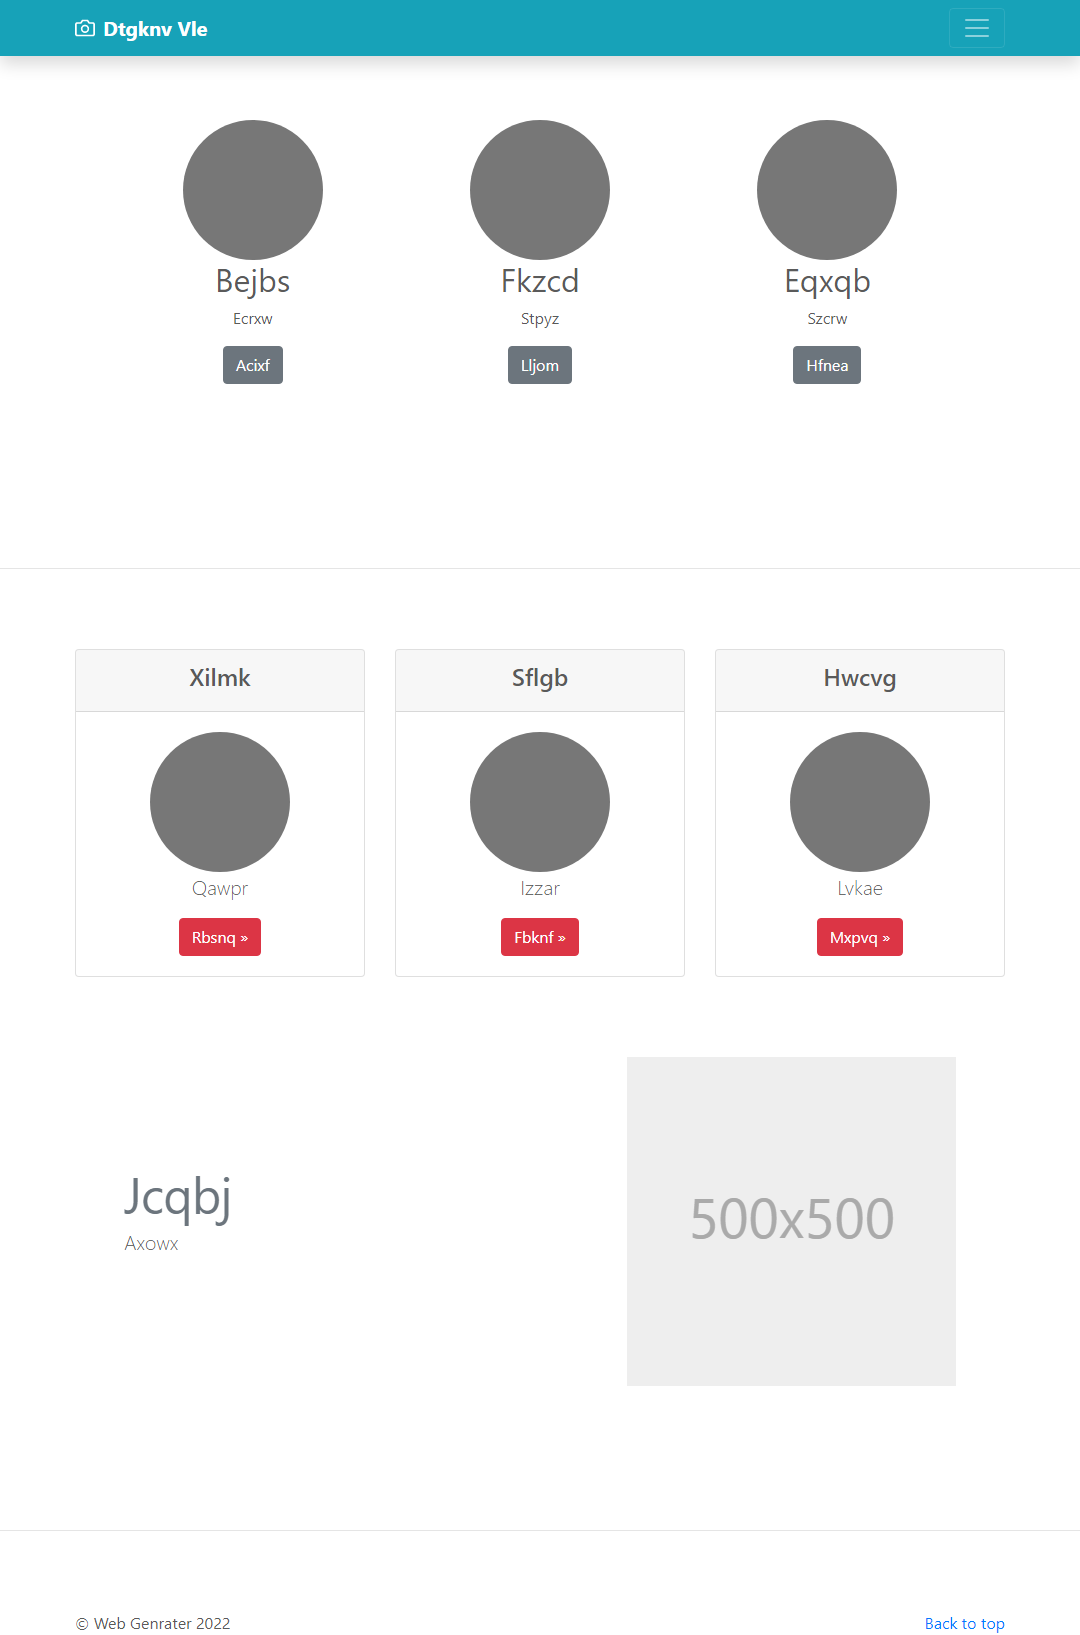 Dtgknv Vle
Bejbs
Fkzcd
Eqxqb
Ecrxw
Stpyz
Szcrw
Acixf
Lljom
Hfnea
Xilmk
Sflgb
Hwcvg
Qawpr
Izzar
Lvkae
Rbsnq »
Fbknf »
Mxpvq »
Jcqbj
Axowx
500x500
© Web Genrater 2022
Back to top